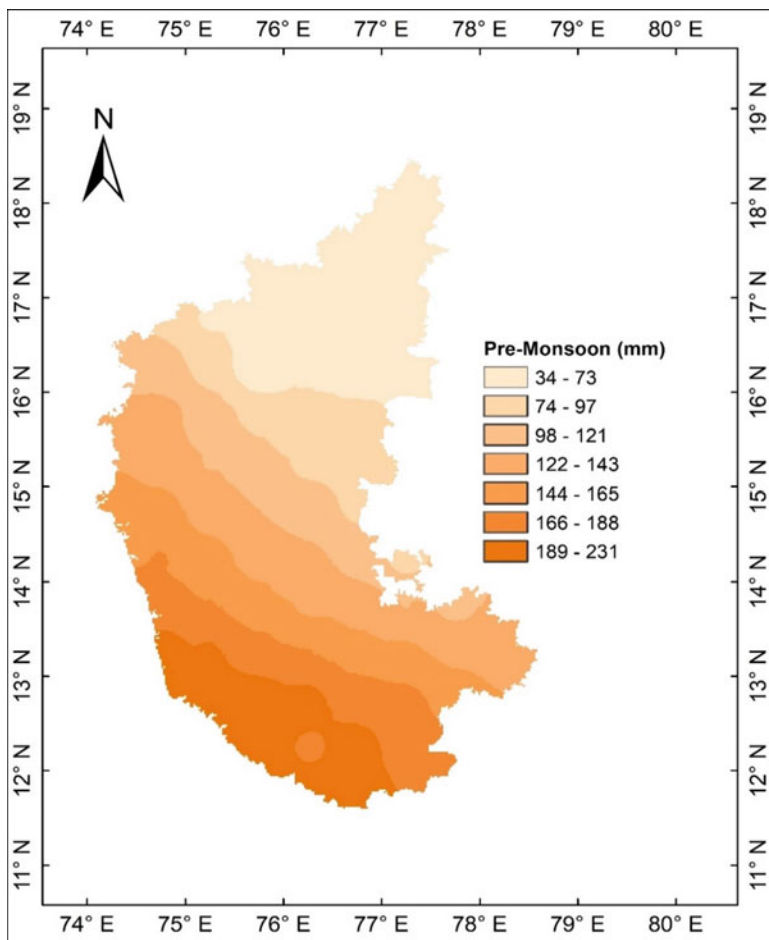 74° E 75° E 76° E 77° E 78° E 79° E 80° E
19° N 19° N
N
18° N 18° N
17° N 17° N
Pre-Monsoon (mm)
34 - 73
16° N 16° N
74 - 97
98 - 121
122 - 143
15° N 15° N
144 - 165
166 - 188
189 - 231
14° N 14° N
13° N 13° N
12° N 12° N
11° N 11° N
74° E 75° E 76° E 77° E 78° E 79° E 80° E